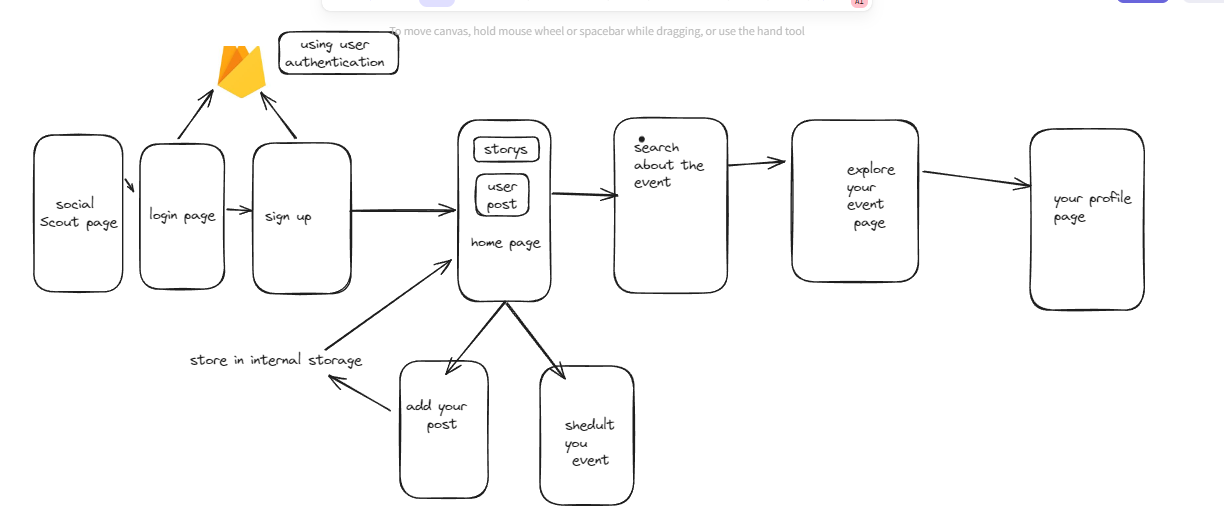 To move canvas, hold mouse wheel or spacebar while dragging, or use the hand tool
AI
using user
authentication
social
Scout page
login page
sign up
storys
user
post
home page
search
about the
event
explore
your
event
page
your profile
page
store in internal storage
add your
post
shedult
you
event